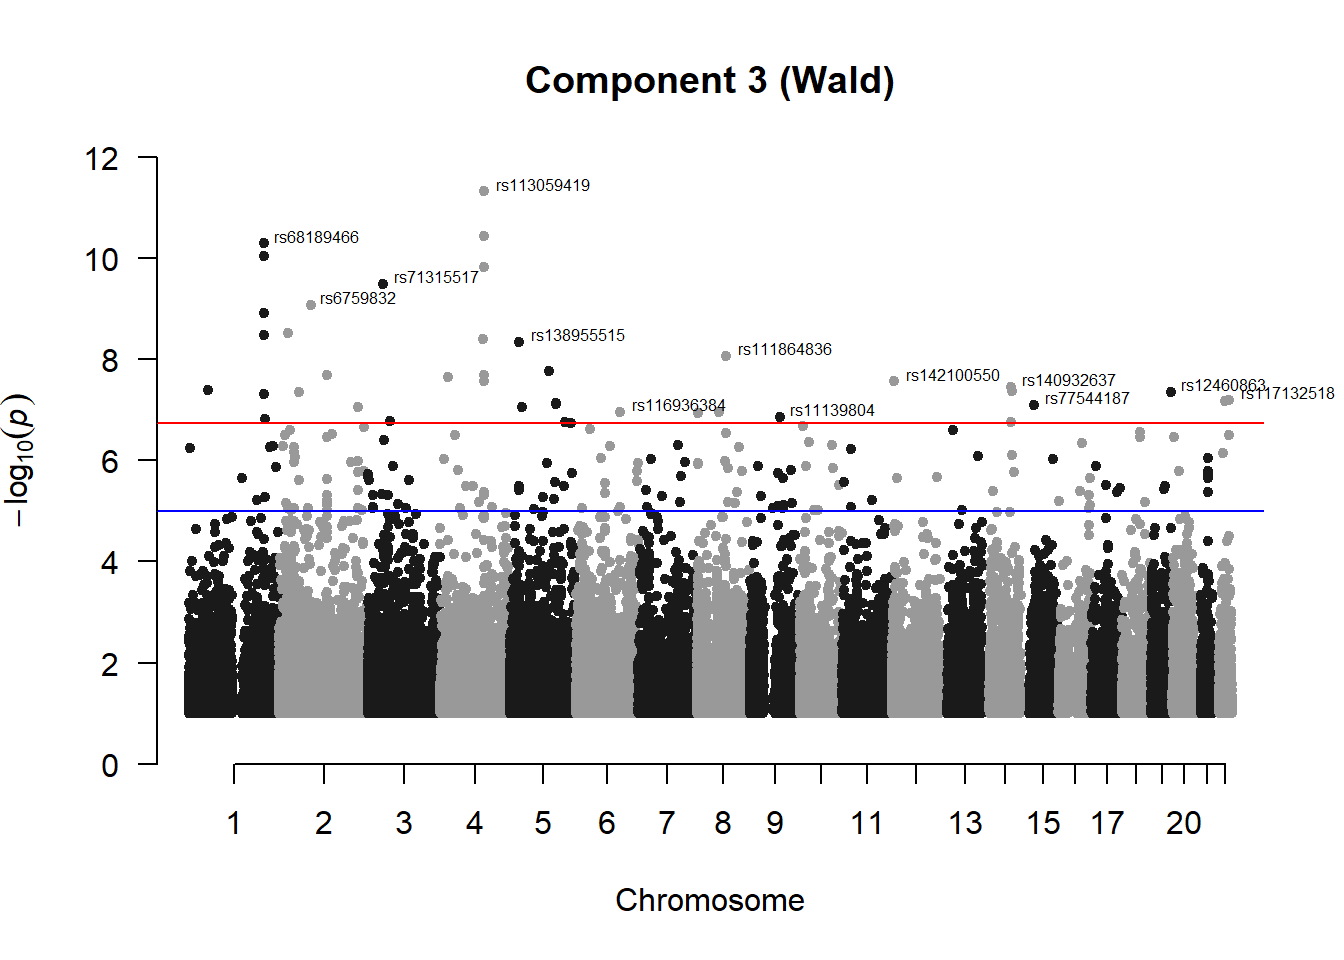 Component 3 (Wald)
12
10
8
6
4
2
0
−log10(p)
rs113059419
rs68189466
rs71315517
rs6759832
rs138955515
rs111864836
rs142100550
rs140932637
rs12460863
rs117132518
rs77544187
rs116936384
rs11139804
1 2 3 4 5 6 7 8 9 11 13 15 17 20
Chromosome